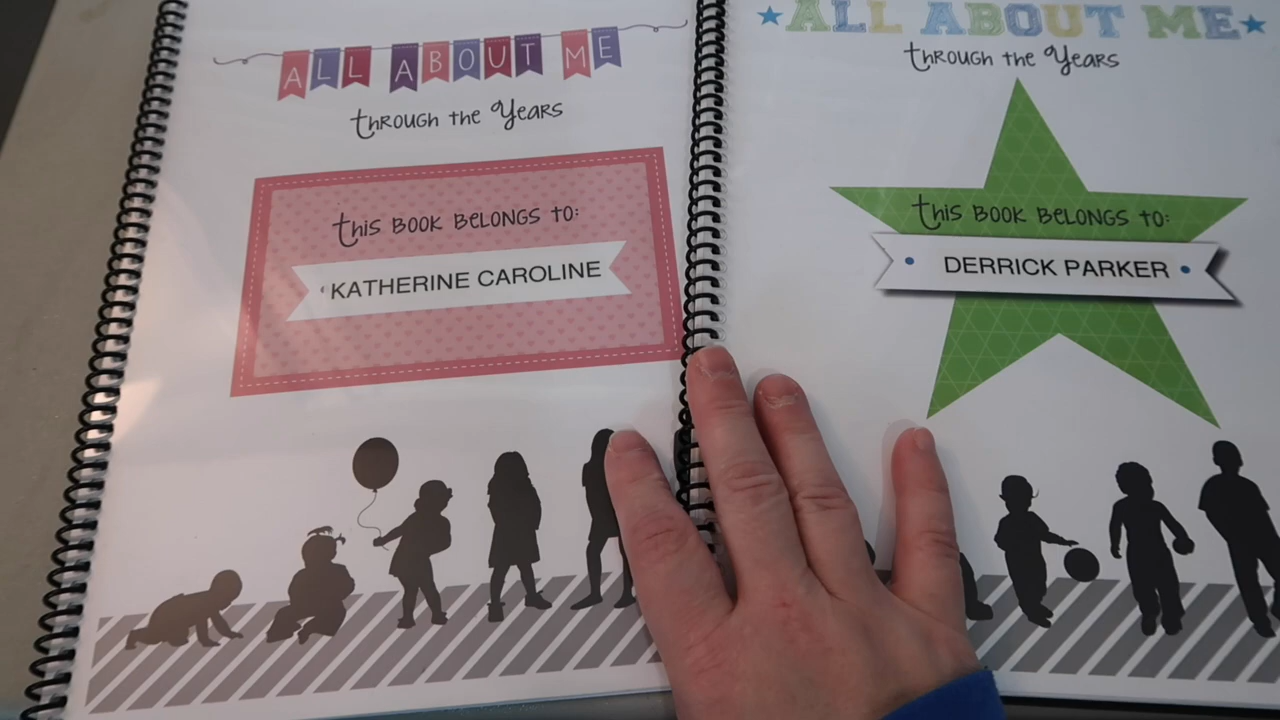 ALL ABOUT ME
through the Years
this book belongs to:
KATHERINE CAROLINE
ALL ABOUT ME
through the Years
this book belongs to:
DERRICK PARKER